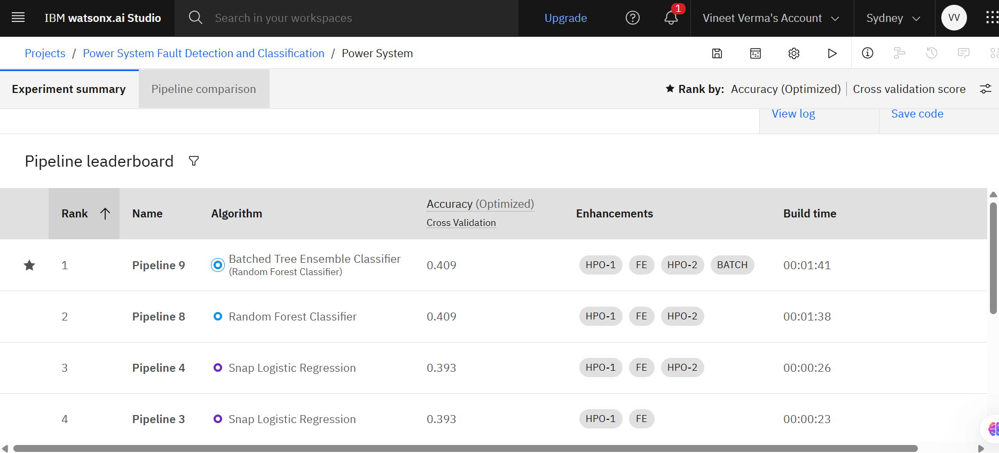 IBM watsonx.ai Studio
Search in your workspaces
Upgrade
1
Vineet Verma's Account
Sydney
VV
Projects / Power System Fault Detection and Classification / Power System
Experiment summary
Pipeline comparison
Rank by: Accuracy (Optimized) | Cross validation score
View log
Save code
Pipeline leaderboard
Rank
Name
Algorithm
Accuracy (Optimized)
Cross Validation
Enhancements
Build time
1
Pipeline 9
Batched Tree Ensemble Classifier
(Random Forest Classifier)
0.409
HPO-1 FE HPO-2 BATCH
00:01:41
2
Pipeline 8
Random Forest Classifier
0.409
HPO-1 FE HPO-2
00:01:38
3
Pipeline 4
Snap Logistic Regression
0.393
HPO-1 FE HPO-2
00:00:26
4
Pipeline 3
Snap Logistic Regression
0.393
HPO-1 FE
00:00:23